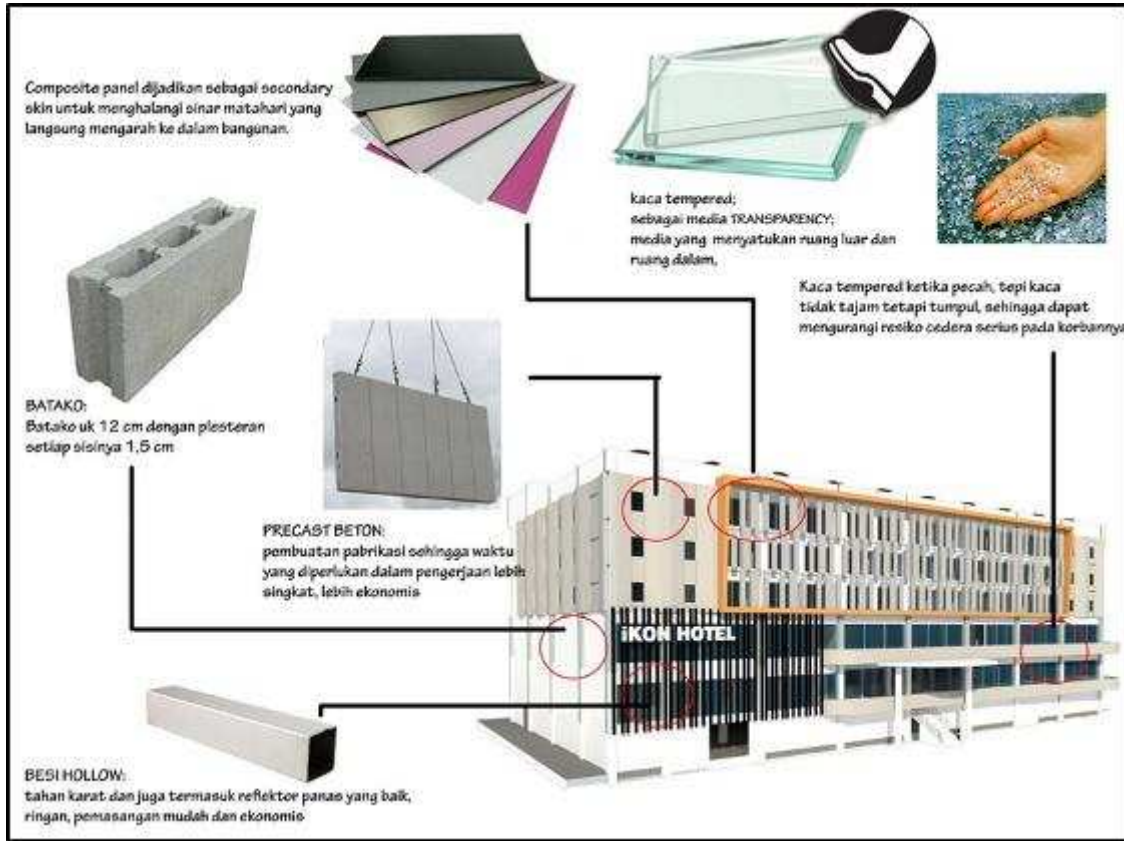 Composite panel dijadikan sebagai secondary
skin untuk menghalangi sinar matahari yang
langsung mengarah ke dalam bangunan.
kaca tempered;
sebagai media TRANSPARENCY;
media yang menyatukan ruang luar dan
ruang dalam,
Kaca tempered ketika pecah, tepi kaca
tidak tajam tetapi tumpul, sehingga dapat
mengurangi resiko cedera serius pada korbannya
BATAKO:
Batako uk 12 cm dengan plesteran
setiap sisinya 1,5 cm
PRECAST BETON:
pembuatan pabrikasi sehingga waktu
yang diperlukan dalam pengerjaan lebih
singkat, lebih ekonomis
iKON HOTEL
BESI HOLLOW:
tahan karat dan juga termasuk reflektor panas yang baik,
ringan, pemasangan mudah dan ekonomis